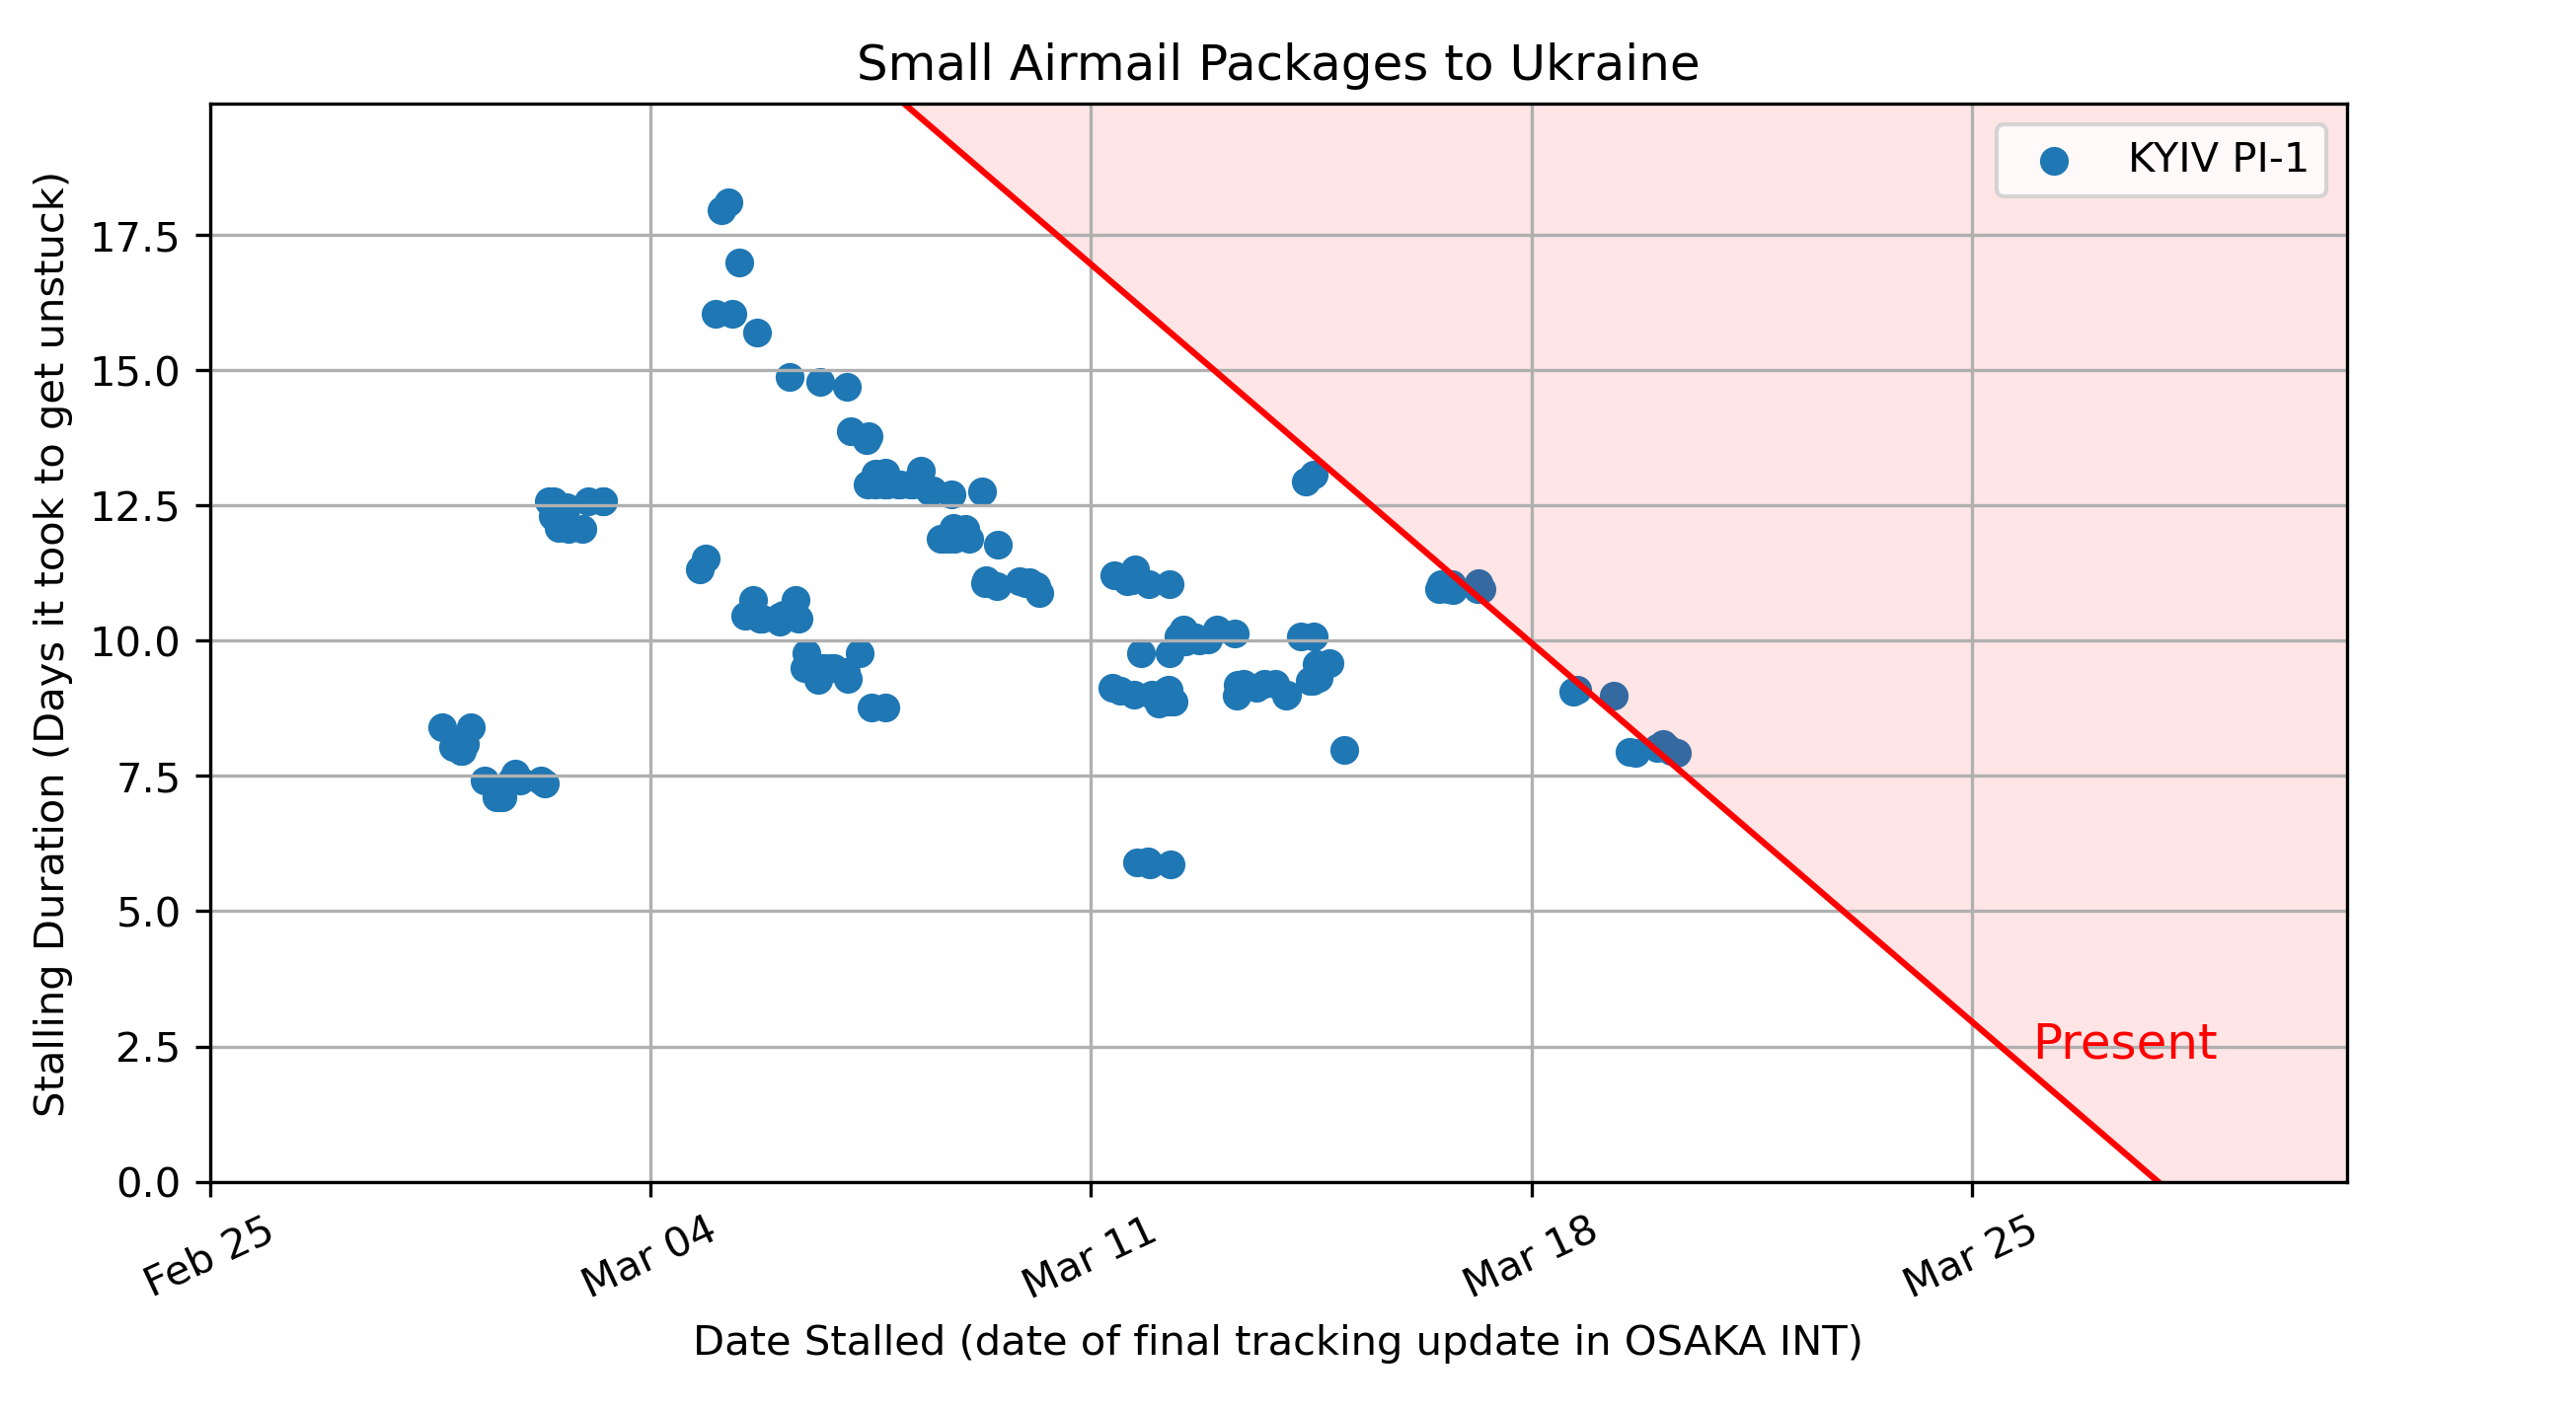 Small Airmail Packages to Ukraine
KYIV PI-1
Stalling Duration (Days it took to get unstuck)
17.5
15.0
12.5
10.0
7.5
5.0
2.5
0.0
Present
Feb 25
Mar 04
Mar 11
Mar 18
Mar 25
Date Stalled (date of final tracking update in OSAKA INT)